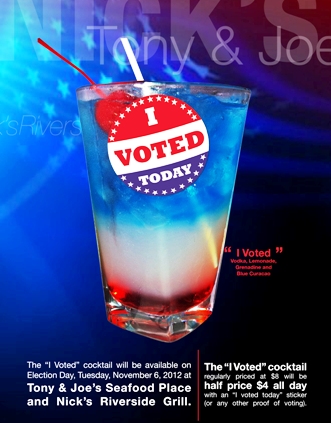 NICK'S
Tony & Joe
k'sRivers
I
VOTED
TODAY
“ I Voted ”
Vodka, Lemonade,
Grenadine and
Blue Curacao
The "I Voted" cocktail will be available on
Election Day, Tuesday, November 6, 2012 at
Tony & Joe's Seafood Place
and Nick's Riverside Grill.
The "I Voted" cocktail
regularly priced at $8 will be
half price $4 all day
with an "I voted today" sticker
(or any other proof of voting).